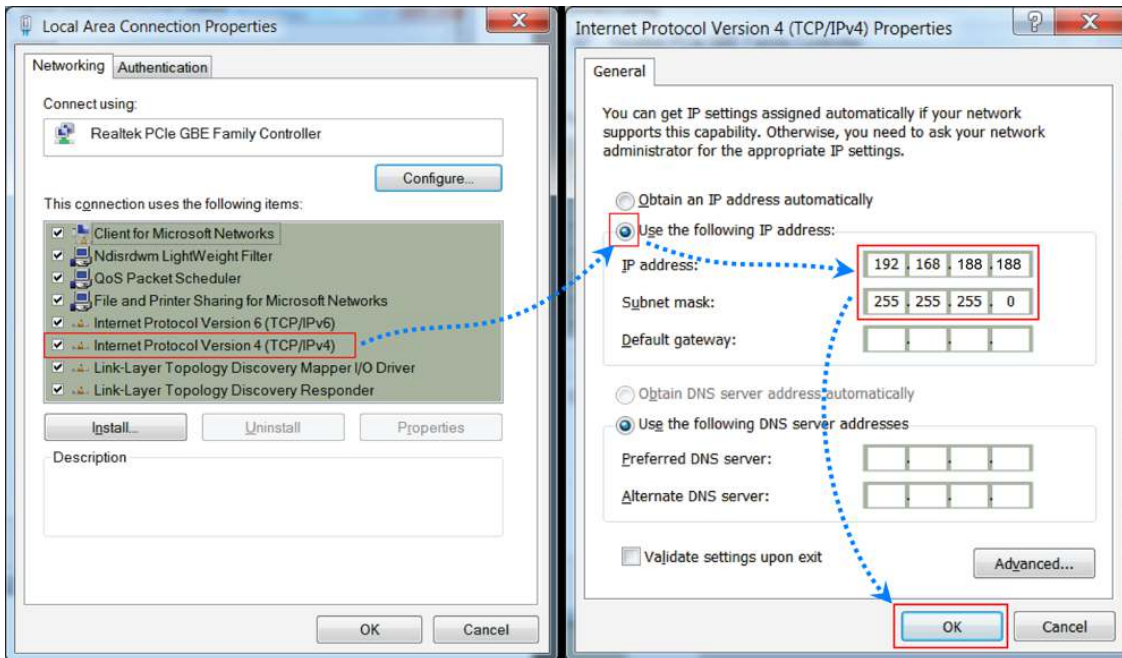 Local Area Connection Properties
Networking
Authentication
Connect using:
Realtek PCIe GBE Family Controller
Configure...
This connection uses the following items:
Client for Microsoft Networks
Ndisrdwm LightWeight Filter
QoS Packet Scheduler
File and Printer Sharing for Microsoft Networks
Internet Protocol Version 6 (TCP/IPv6)
Internet Protocol Version 4 (TCP/IPv4)
Link-Layer Topology Discovery Mapper I/O Driver
Link-Layer Topology Discovery Responder
Install...
Uninstall
Properties
Description
OK
Cancel
Internet Protocol Version 4 (TCP/IPv4) Properties
General
You can get IP settings assigned automatically if your network
supports this capability. Otherwise, you need to ask your network
administrator for the appropriate IP settings.
Obtain an IP address automatically
Use the following IP address:
IP address: 192 . 168 . 188 . 188
Subnet mask: 255 . 255 . 255 . 0
Default gateway: . . .
Obtain DNS server address automatically
Use the following DNS server addresses
Preferred DNS server: . . .
Alternate DNS server: . . .
Validate settings upon exit
Advanced...
OK
Cancel